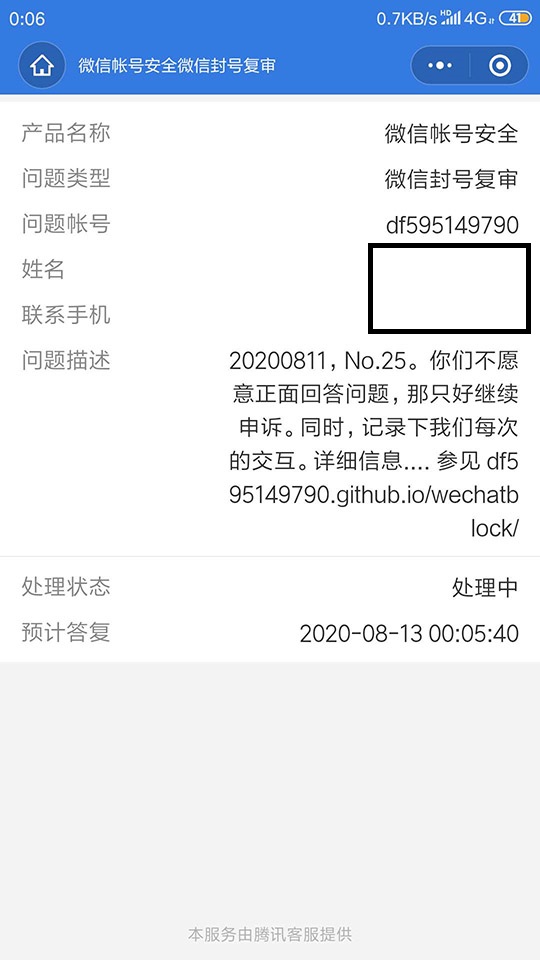 0:06 0.7KB/s HD 4G 41
微信帐号安全微信封号复审
产品名称 微信帐号安全
问题类型 微信封号复审
问题帐号 df595149790
姓名
联系手机
问题描述 20200811，No.25。你们不愿
意正面回答问题，那只好继续
申诉。同时，记录下我们每次
的交互。详细信息.... 参见 df5
95149790.github.io/wechatb
lock/
处理状态 处理中
预计答复 2020-08-13 00:05:40
本服务由腾讯客服提供